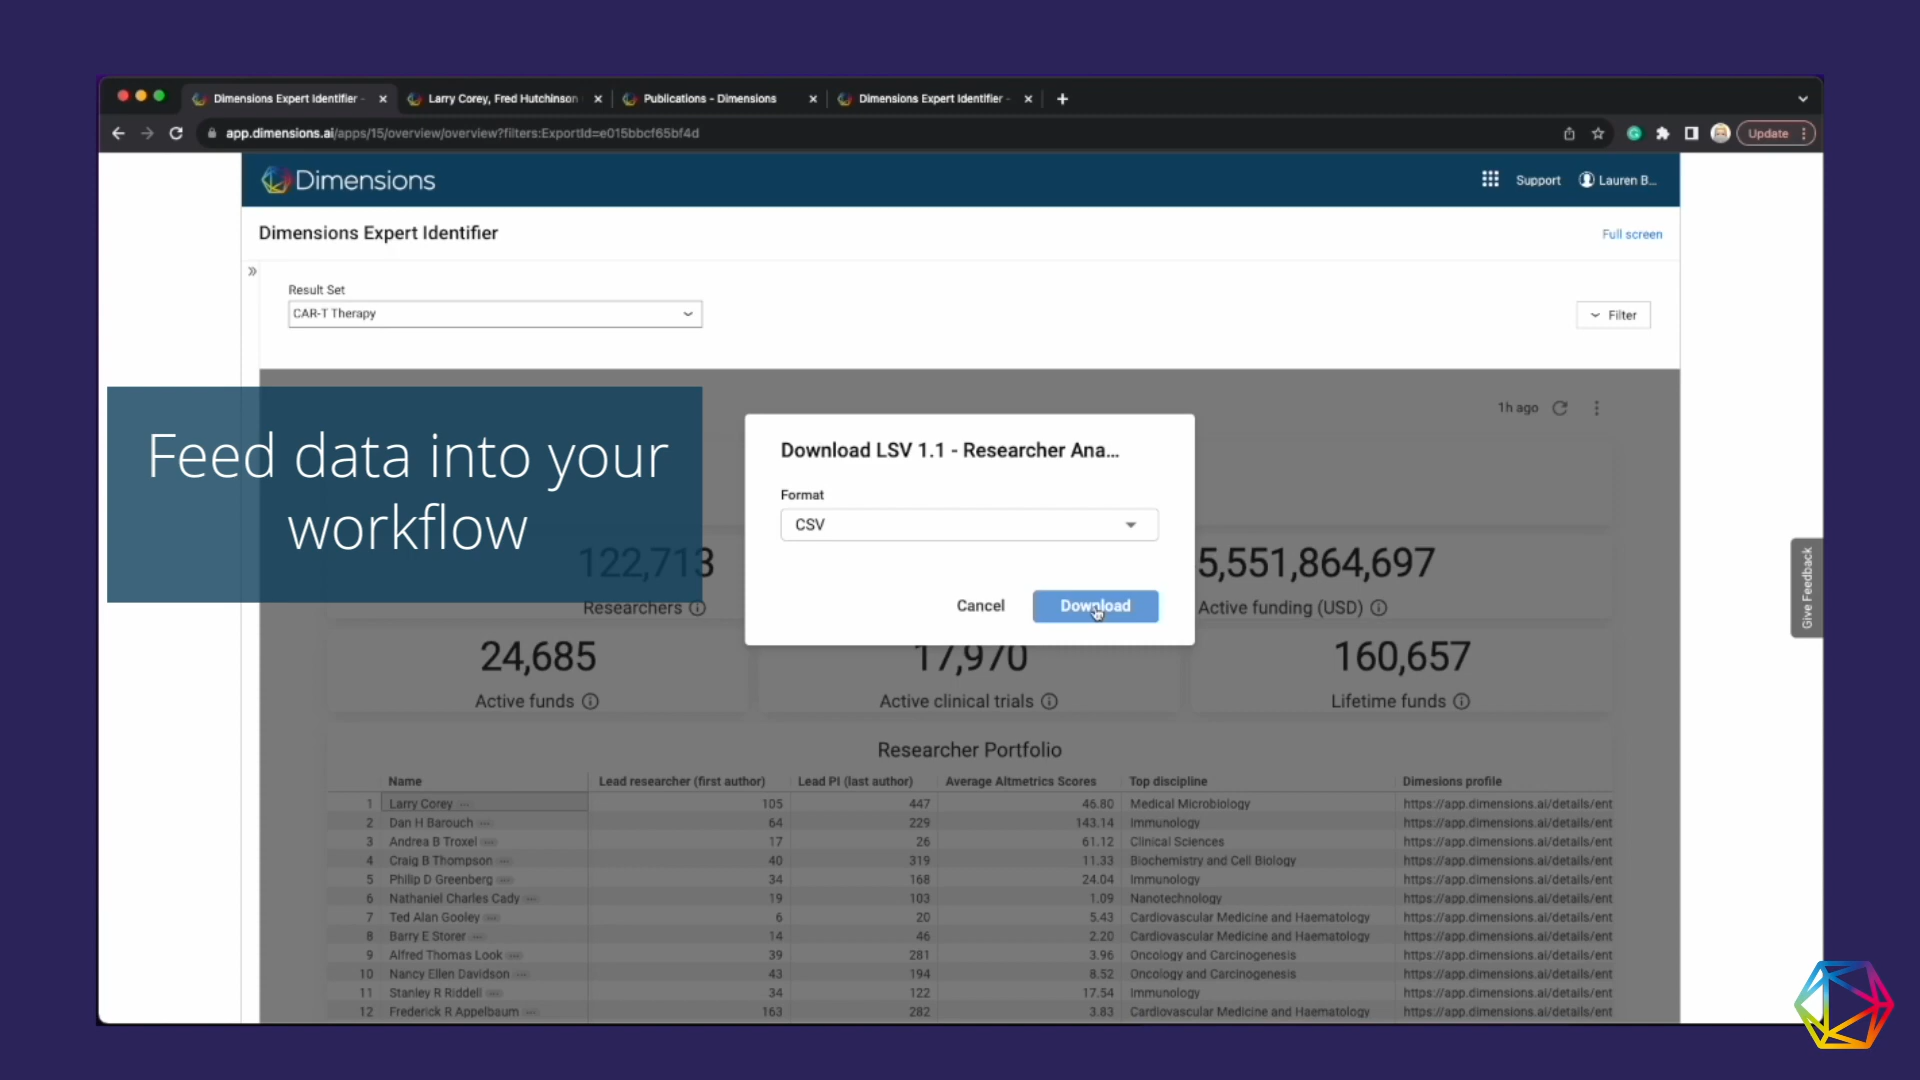 Dimensions Expert Identifier -
Larry Corey, Fred Hutchinson
Publications - Dimensions
Dimensions Expert Identifier -
app.dimensions.ai/apps/15/overview/overview?filters:ExportId=e015bbcf65bf4d
Update
Dimensions
Support
Lauren B...
Dimensions Expert Identifier
Full screen
Result Set
CAR-T Therapy
Filter
1h ago
Feed data into your
workflow
Download LSV 1.1 - Researcher Ana...
Format
CSV
Cancel
Download
122,713
Researchers
5,551,864,697
Active funding (USD)
24,685
Active funds
17,970
Active clinical trials
160,657
Lifetime funds
Give Feedback
Researcher Portfolio
Name Lead researcher (first author) Lead PI (last author) Average Altmetrics Scores Top discipline Dimesions profile
1 Larry Corey 105 447 46.80 Medical Microbiology https://app.dimensions.ai/details/ent
2 Dan H Barouch 64 229 143.14 Immunology https://app.dimensions.ai/details/ent
3 Andrea B Troxel 17 26 61.12 Clinical Sciences https://app.dimensions.ai/details/ent
4 Craig B Thompson 40 319 11.33 Biochemistry and Cell Biology https://app.dimensions.ai/details/ent
5 Philip D Greenberg 34 168 24.04 Immunology https://app.dimensions.ai/details/ent
6 Nathaniel Charles Cady 19 103 1.09 Nanotechnology https://app.dimensions.ai/details/ent
7 Ted Alan Gooley 6 20 5.43 Cardiovascular Medicine and Haematology https://app.dimensions.ai/details/ent
8 Barry E Storer 14 46 2.20 Cardiovascular Medicine and Haematology https://app.dimensions.ai/details/ent
9 Alfred Thomas Look 39 281 3.96 Oncology and Carcinogenesis https://app.dimensions.ai/details/ent
10 Nancy Ellen Davidson 43 194 8.52 Oncology and Carcinogenesis https://app.dimensions.ai/details/ent
11 Stanley R Riddell 34 122 17.54 Immunology https://app.dimensions.ai/details/ent
12 Frederick R Appelbaum 163 282 3.83 Cardiovascular Medicine and Haematology https://app.dimensions.ai/details/ent